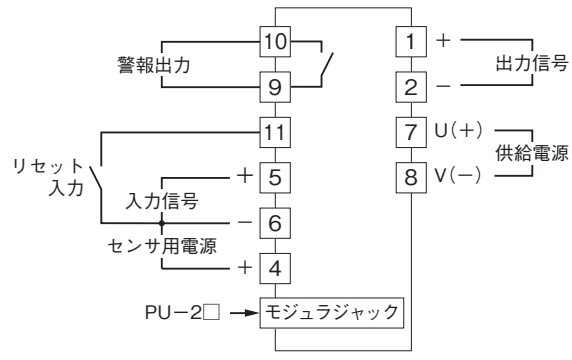 警報出力
10
9
11
リセット
入力
+ 5
入力信号
− 6
センサ用電源
+ 4
PU−2□
モジュラジャック
1 +
出力信号
2 −
7 U(+)
供給電源
8 V(−)